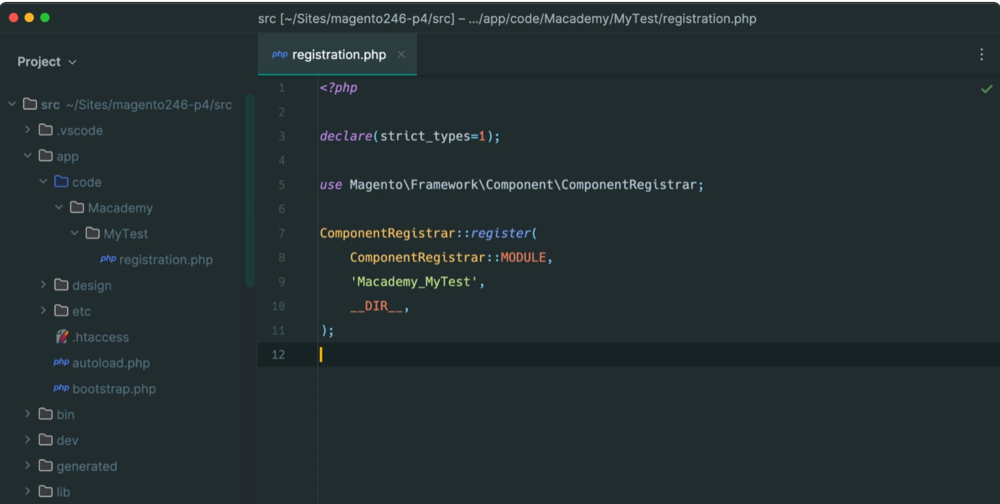 src [~/Sites/magento246-p4/src] – .../app/code/Macademy/MyTest/registration.php
Project
src ~/Sites/magento246-p4/src
.vscode
app
code
Macademy
MyTest
php registration.php
design
etc
.htaccess
php autoload.php
php bootstrap.php
bin
dev
generated
lib
php registration.php
1 <?php
2
3 declare(strict_types=1);
4
5 use Magento\Framework\Component\ComponentRegistrar;
6
7 ComponentRegistrar::register(
8     ComponentRegistrar::MODULE,
9     'Macademy_MyTest',
10     __DIR__,
11 );
12